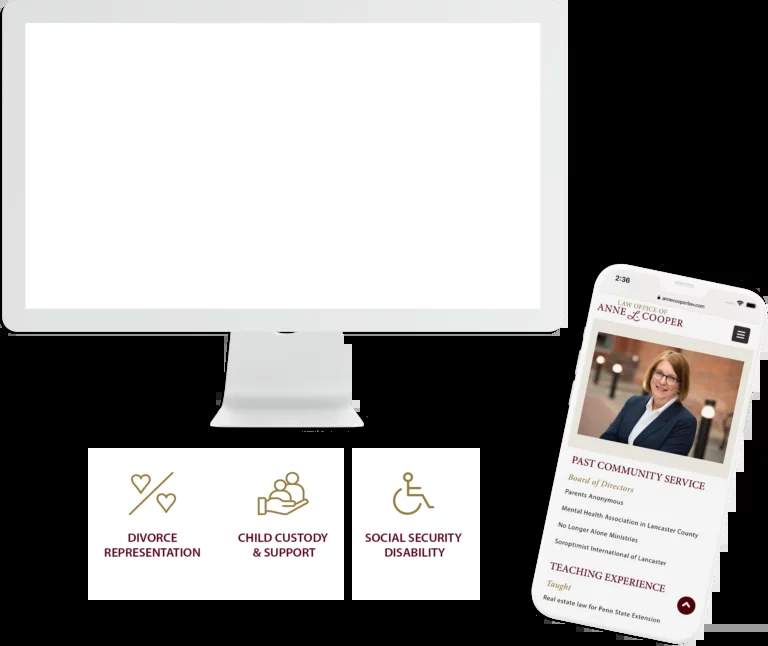 DIVORCE
REPRESENTATION
CHILD CUSTODY
& SUPPORT
SOCIAL SECURITY
DISABILITY
2:36
annecooperlaw.com
LAW OFFICE OF
ANNE L. COOPER
PAST COMMUNITY SERVICE
Board of Directors
Parents Anonymous
Mental Health Association in Lancaster County
No Longer Alone Ministries
Soroptimist International of Lancaster
TEACHING EXPERIENCE
Taught
Real estate law for Penn State Extension